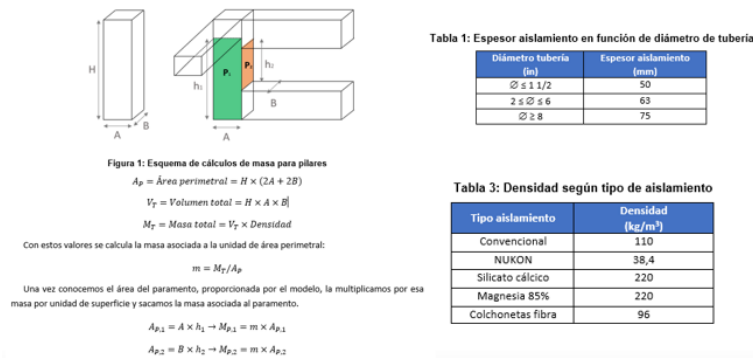 H
A
B
h₁
P₁
P₂
h₂
B
A
Figura 1: Esquema de cálculos de masa para pilares
A_P = Área perimetral = H × (2A + 2B)
V_T = Volumen total = H × A × B|
M_T = Masa total = V_T × Densidad
Con estos valores se calcula la masa asociada a la unidad de área perimetral:
m = M_T/A_P
Una vez conocemos el área del paramento, proporcionada por el modelo, la multiplicamos por esa
masa por unidad de superficie y sacamos la masa asociada al paramento.
A_P,1 = A × h₁ → M_P,1 = m × A_P,1
A_P,2 = B × h₂ → M_P,2 = m × A_P,2
Tabla 1: Espesor aislamiento en función de diámetro de tubería
Diámetro tubería (in) Espesor aislamiento (mm)
∅ ≤ 1 1/2 50
2 ≤ ∅ ≤ 6 63
∅ ≥ 8 75
Tabla 3: Densidad según tipo de aislamiento
Tipo aislamiento Densidad (kg/m³)
Convencional 110
NUKON 38,4
Silicato cálcico 220
Magnesia 85% 220
Colchonetas fibra 96